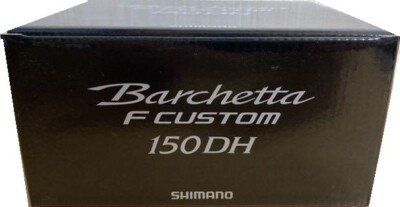 Barchetta
F CUSTOM
150DH
SHIMANO